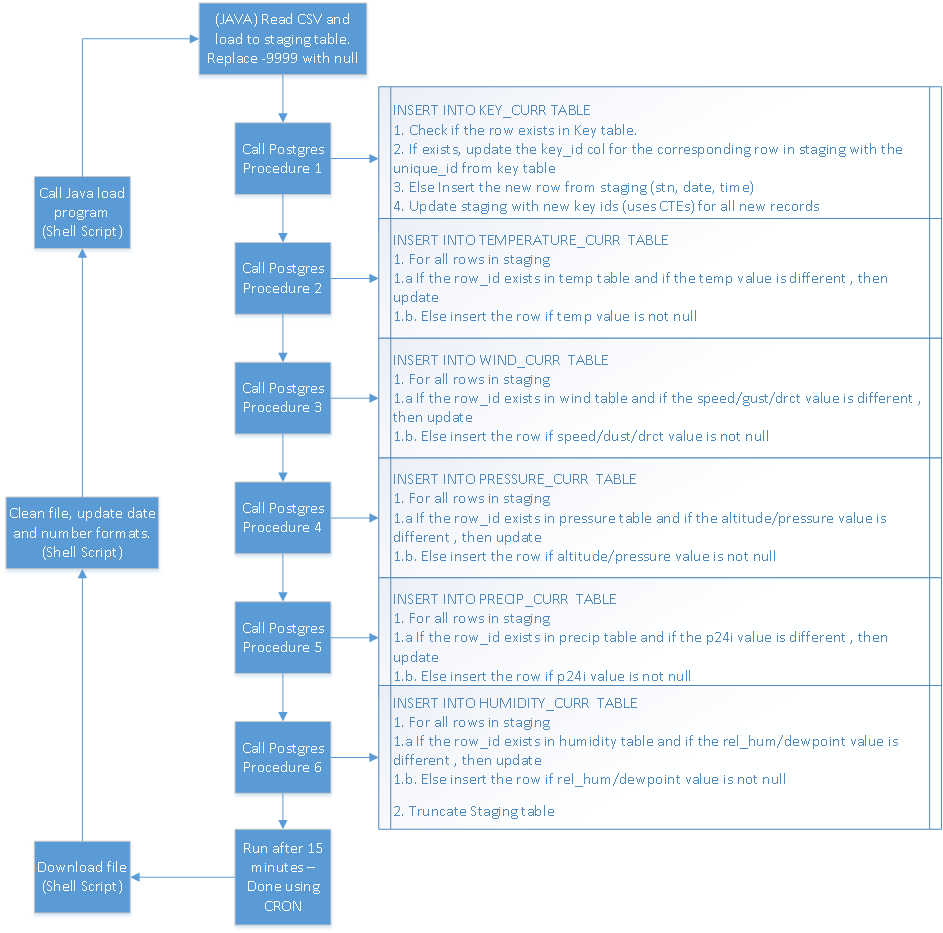 (JAVA) Read CSV and
load to staging table.
Replace -9999 with null
Call Postgres
Procedure 1
INSERT INTO KEY_CURR TABLE
1. Check if the row exists in Key table.
2. If exists, update the key_id col for the corresponding row in staging with the
unique_id from key table
3. Else Insert the new row from staging (stn, date, time)
4. Update staging with new key ids (uses CTEs) for all new records
Call Java load
program
(Shell Script)
Call Postgres
Procedure 2
INSERT INTO TEMPERATURE_CURR TABLE
1. For all rows in staging
1.a If the row_id exists in temp table and if the temp value is different , then
update
1.b. Else insert the row if temp value is not null
Call Postgres
Procedure 3
INSERT INTO WIND_CURR TABLE
1. For all rows in staging
1.a If the row_id exists in wind table and if the speed/gust/drct value is different ,
then update
1.b. Else insert the row if speed/dust/drct value is not null
Call Postgres
Procedure 4
INSERT INTO PRESSURE_CURR TABLE
1. For all rows in staging
1.a If the row_id exists in pressure table and if the altitude/pressure value is
different , then update
1.b. Else insert the row if altitude/pressure value is not null
Clean file, update date
and number formats.
(Shell Script)
Call Postgres
Procedure 5
INSERT INTO PRECIP_CURR TABLE
1. For all rows in staging
1.a If the row_id exists in precip table and if the p24i value is different , then
update
1.b. Else insert the row if p24i value is not null
Call Postgres
Procedure 6
INSERT INTO HUMIDITY_CURR TABLE
1. For all rows in staging
1.a If the row_id exists in humidity table and if the rel_hum/dewpoint value is
different , then update
1.b. Else insert the row if rel_hum/dewpoint value is not null
2. Truncate Staging table
Run after 15
minutes –
Done using
CRON
Download file
(Shell Script)